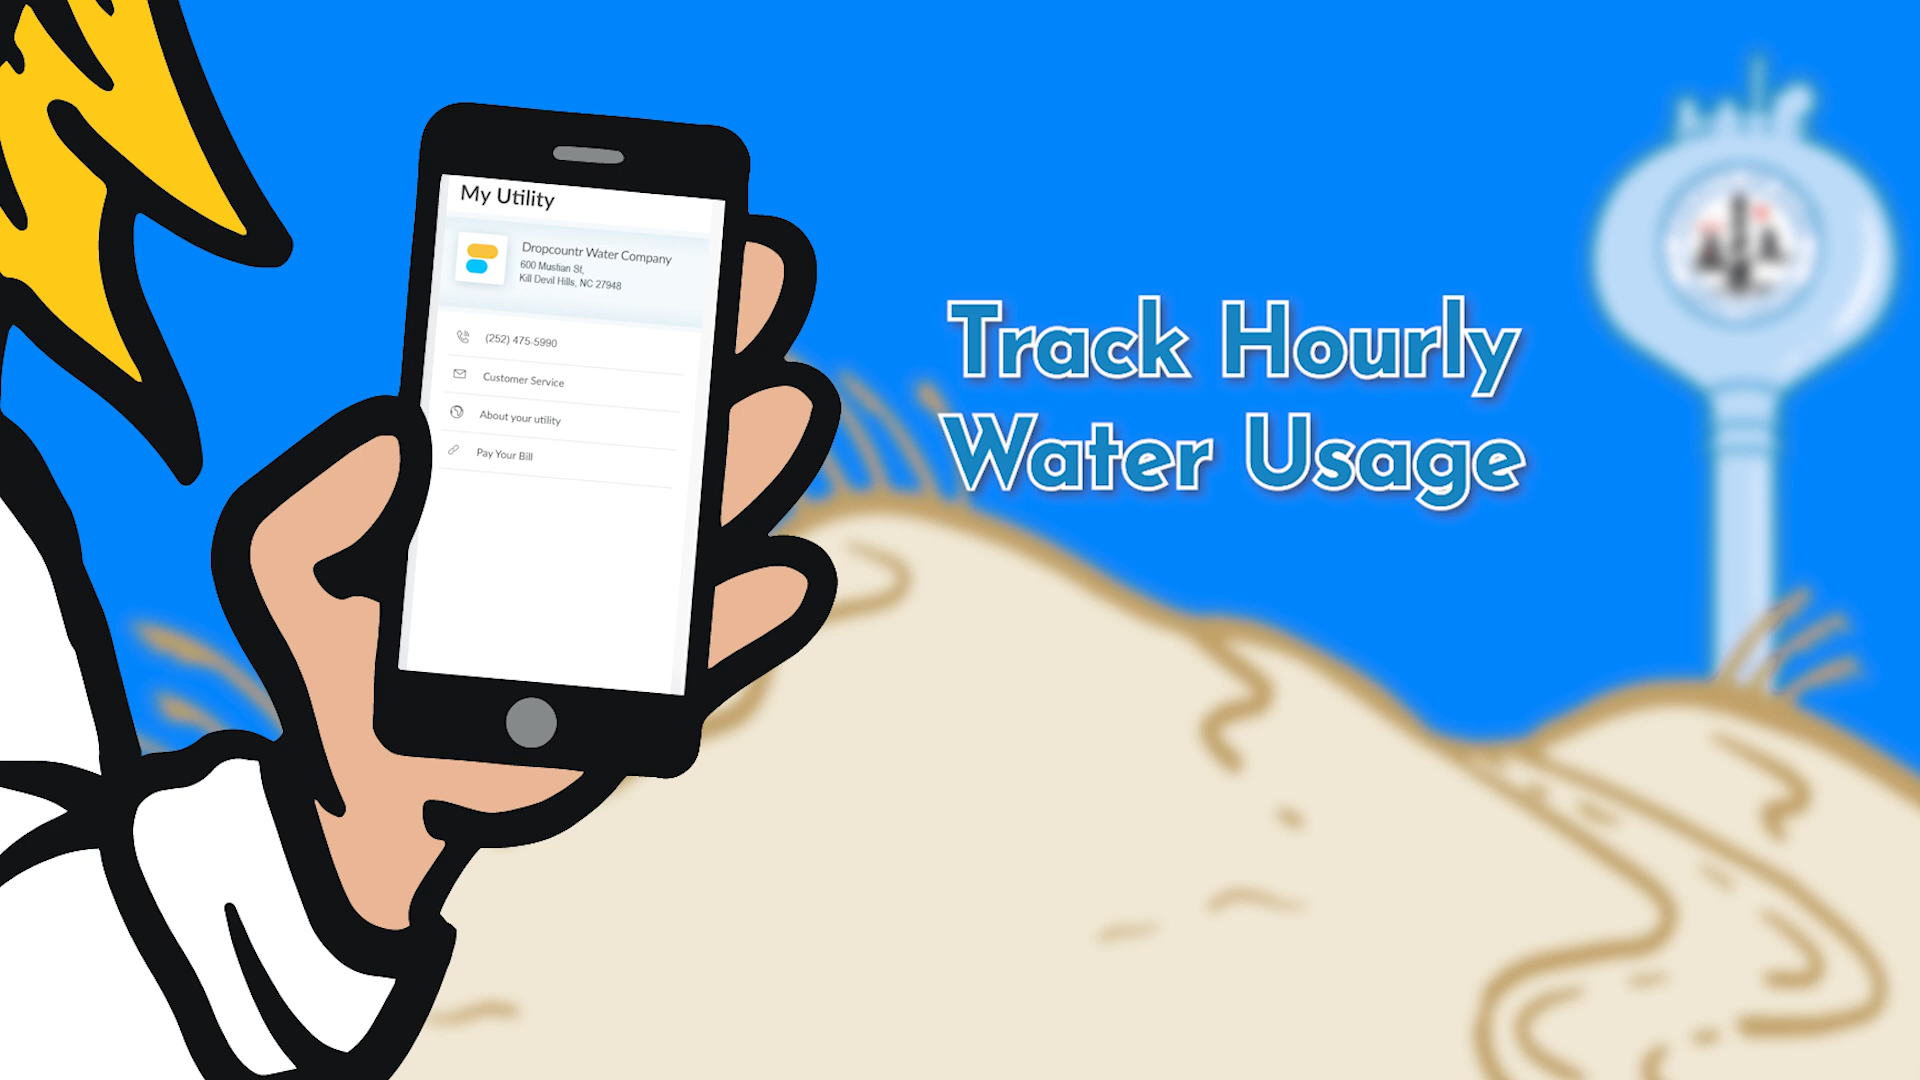 My Utility
Dropcountr Water Company
600 Mustian St,
Kill Devil Hills, NC 27948
(252) 475-5990
Customer Service
About your utility
Pay Your Bill
Track Hourly
Water Usage